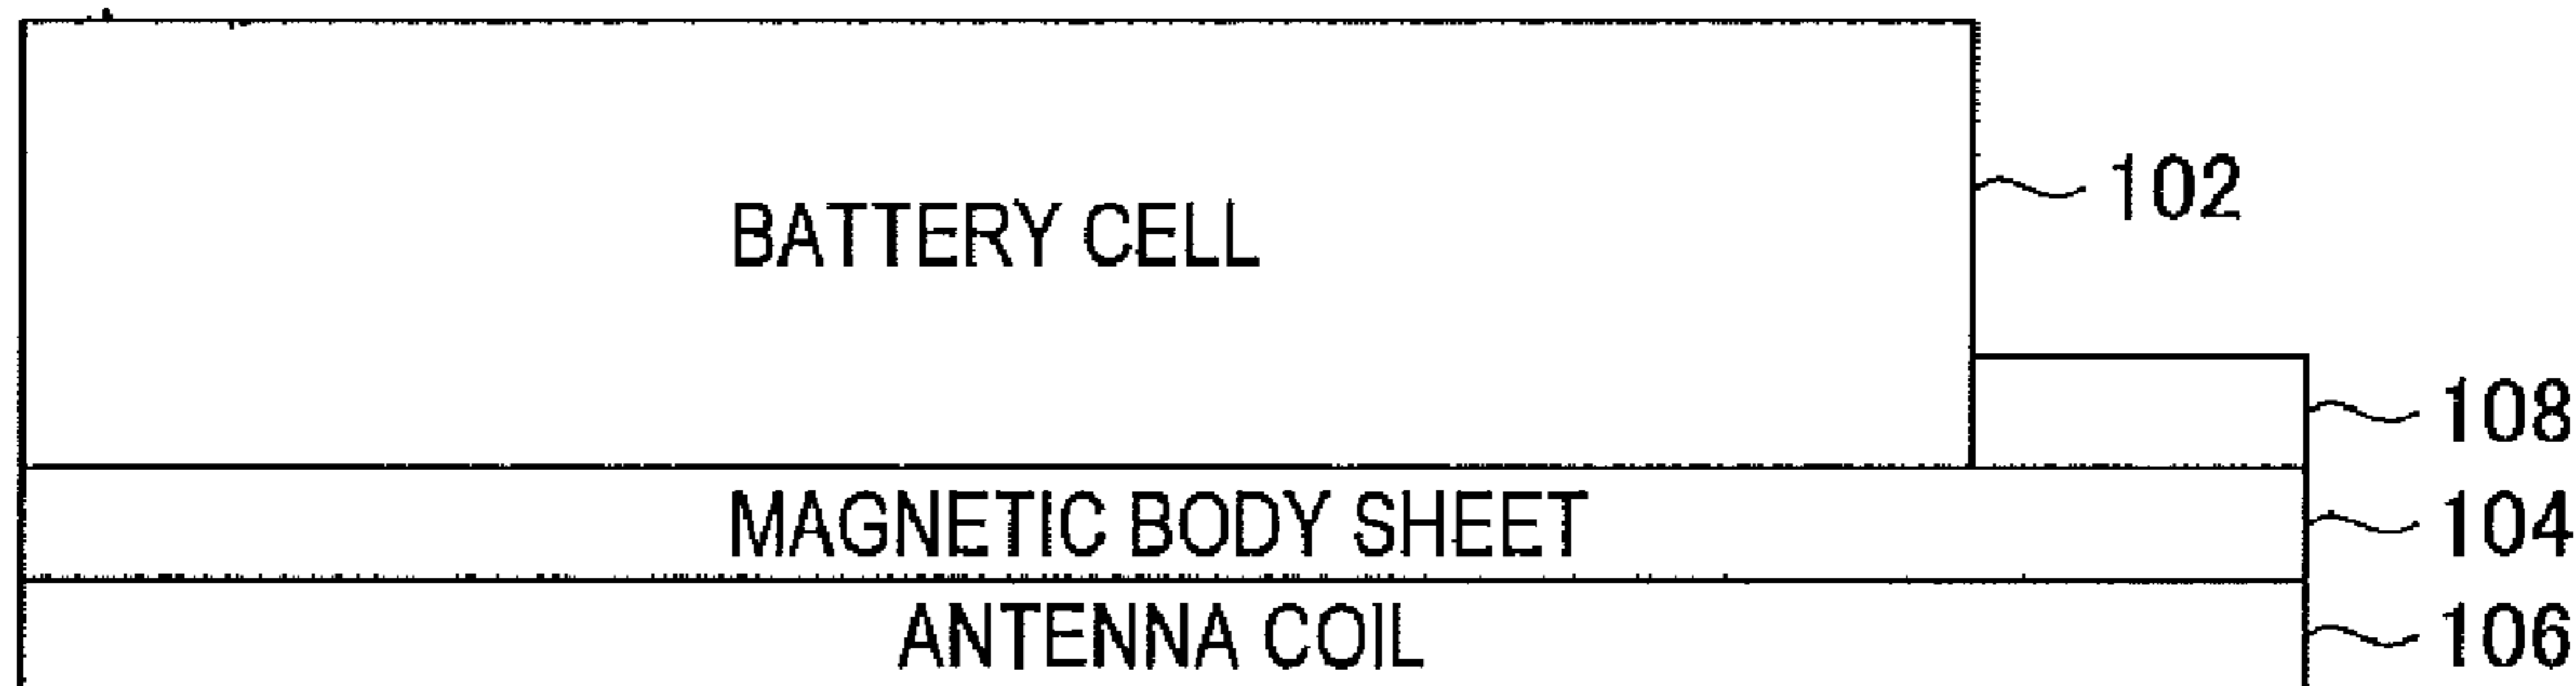 BATTERY CELL
102
108
MAGNETIC BODY SHEET
104
ANTENNA COIL
106